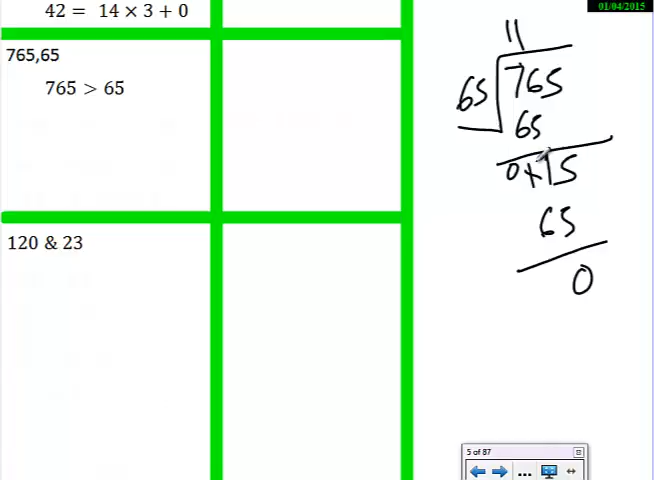 42 = 14 × 3 + 0
01/04/2015
765,65
765 > 65
11
65 765
65
15
65
0
120 & 23
5 of 87
...